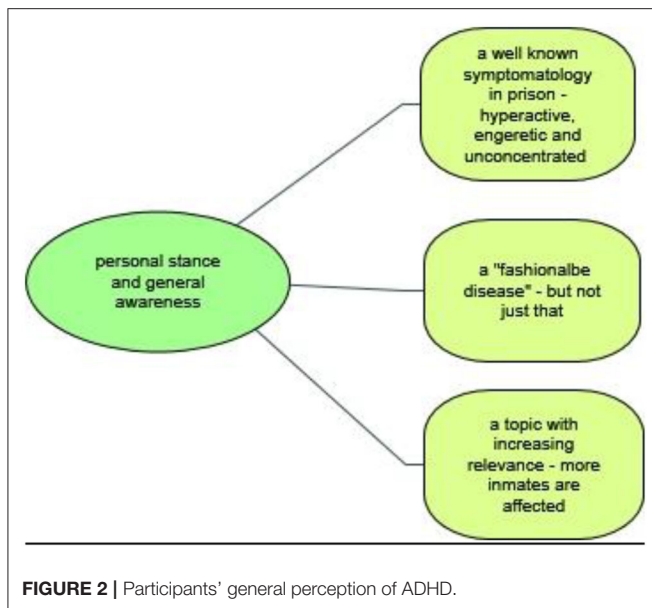 a well known
symptomatology
in prison -
hyperactive,
engeretic and
unconcentrated
personal stance
and general
awareness
a "fashionalbe
disease" - but not
just that
a topic with
increasing
relevance - more
inmates are
affected
FIGURE 2 | Participants' general perception of ADHD.